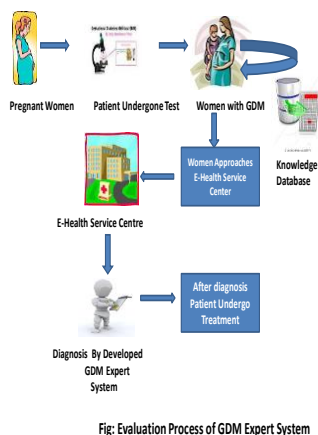 Pregnant Women
Patient Undergone Test
Women with GDM
Knowledge
Database
Women Approaches
E-Health Service
Center
E-Health Service Centre
After diagnosis
Patient Undergo
Treatment
Diagnosis By Developed
GDM Expert
System
Fig: Evaluation Process of GDM Expert System